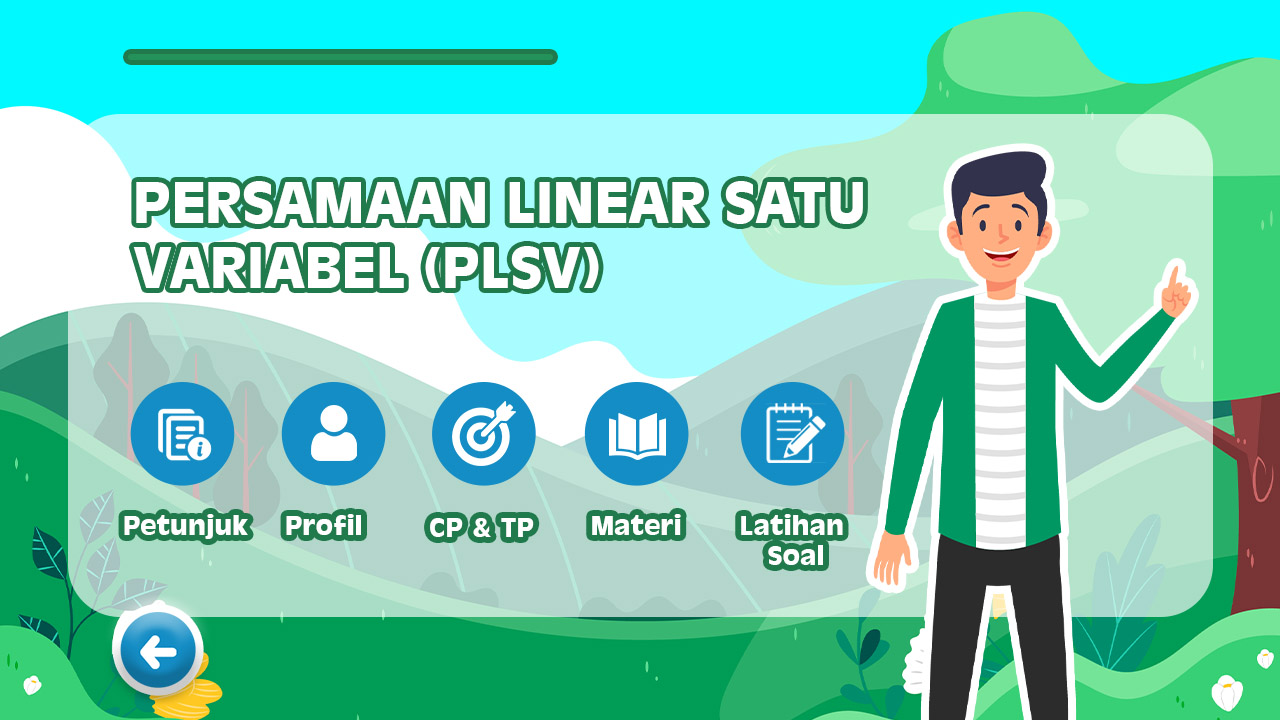 PERSAMAAN LINEAR SATU
VARIABEL (PLSV)
Petunjuk
Profil
CP & TP
Materi
Latihan
Soal